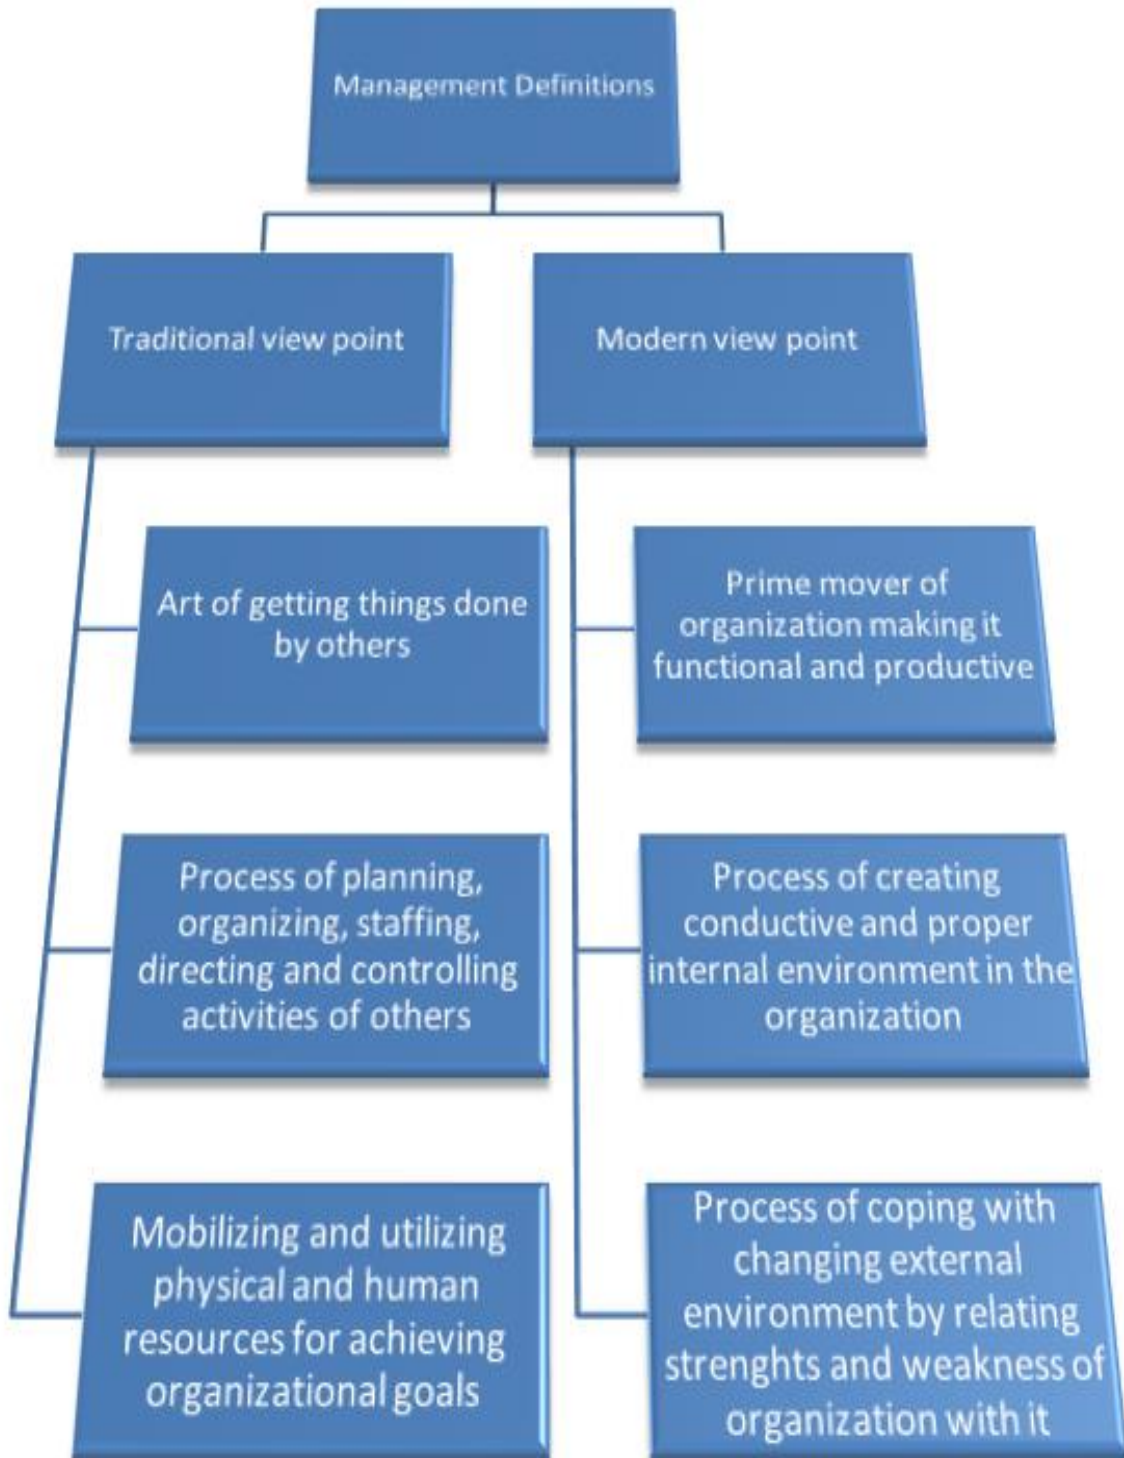 Management Definitions
Traditional view point
Modern view point
Art of getting things done
by others
Prime mover of
organization making it
functional and productive
Process of planning,
organizing, staffing,
directing and controlling
activities of others
Process of creating
conductive and proper
internal environment in the
organization
Mobilizing and utilizing
physical and human
resources for achieving
organizational goals
Process of coping with
changing external
environment by relating
strenghts and weakness of
organization with it